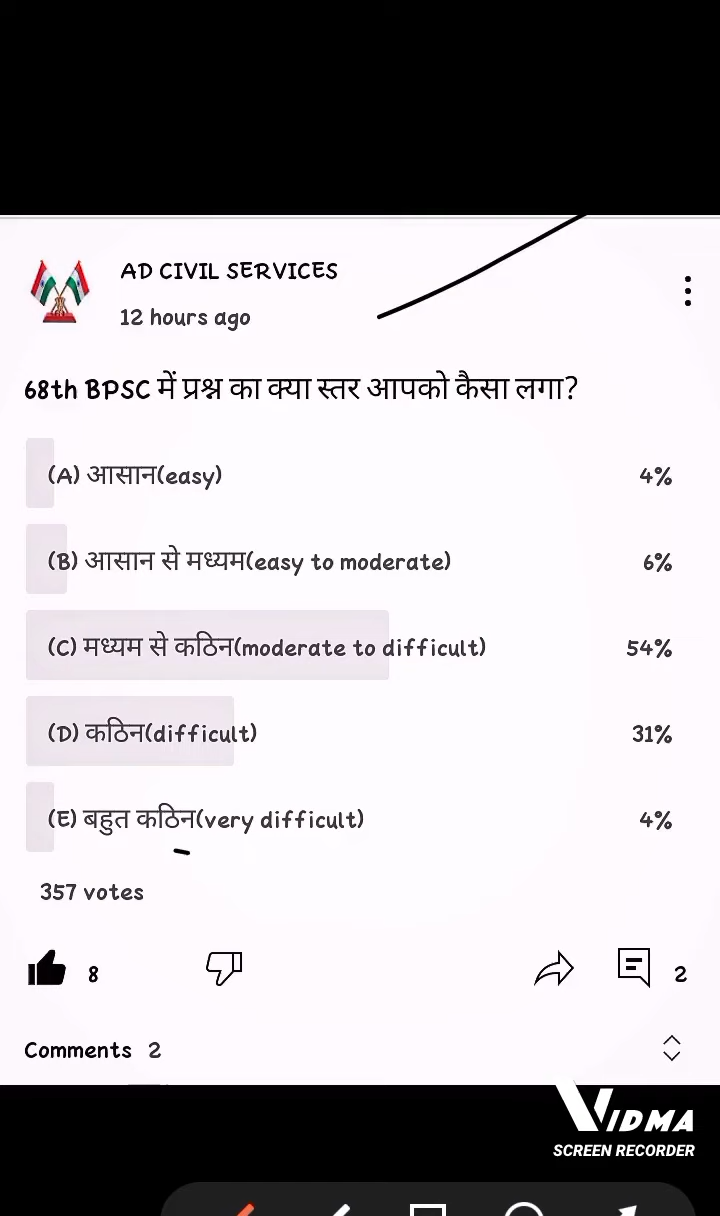 AD CIVIL SERVICES
12 hours ago
68th BPSC में प्रश्न का क्या स्तर आपको कैसा लगा?
(A) आसान(easy) 4%
(B) आसान से मध्यम(easy to moderate) 6%
(C) मध्यम से कठिन(moderate to difficult) 54%
(D) कठिन(difficult) 31%
(E) बहुत कठिन(very difficult) 4%
357 votes
8 2
Comments 2
VIDMA
SCREEN RECORDER